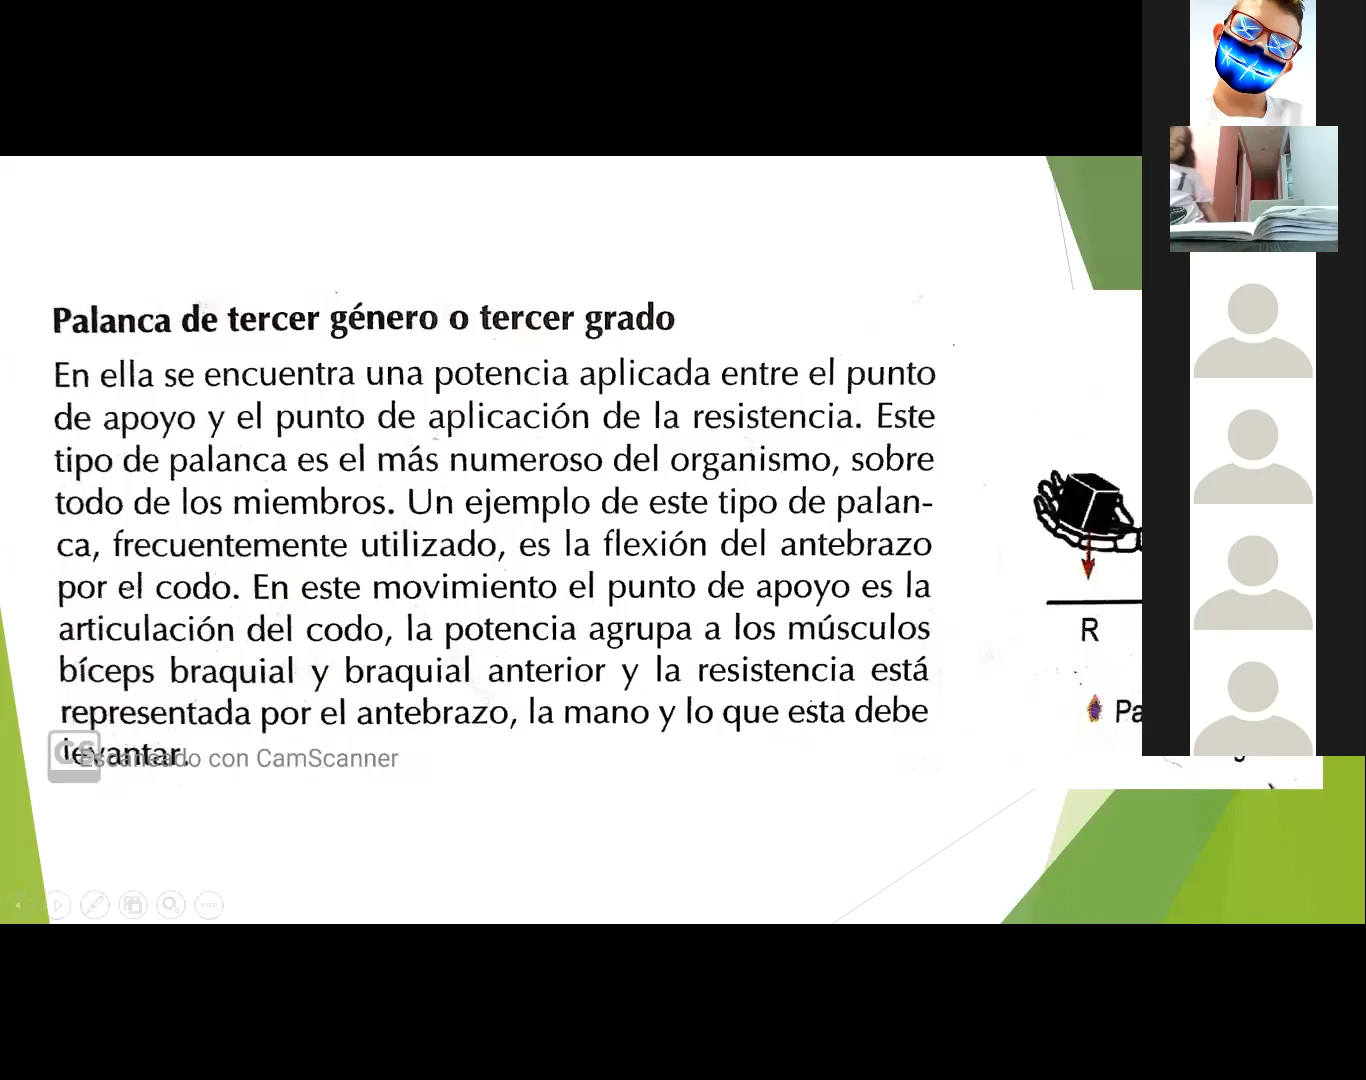 Palanca de tercer género o tercer grado
En ella se encuentra una potencia aplicada entre el punto
de apoyo y el punto de aplicación de la resistencia. Este
tipo de palanca es el más numeroso del organismo, sobre
todo de los miembros. Un ejemplo de este tipo de palan-
ca, frecuentemente utilizado, es la flexión del antebrazo
por el codo. En este movimiento el punto de apoyo es la
articulación del codo, la potencia agrupa a los músculos
bíceps braquial y braquial anterior y la resistencia está
representada por el antebrazo, la mano y lo que esta debe
levantar.
CS Escaneado con CamScanner
R
Pa